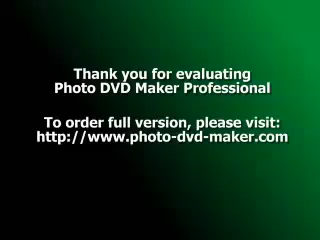 Thank you for evaluating
Photo DVD Maker Professional
To order full version, please visit:
http://www.photo-dvd-maker.com